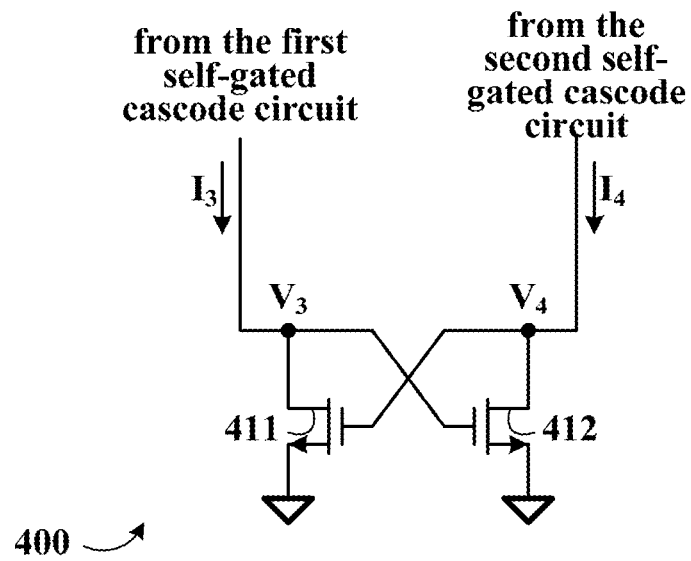 from the first
self-gated
cascode circuit
from the
second self-
gated cascode
circuit
I₃
I₄
V₃
V₄
411
412
400